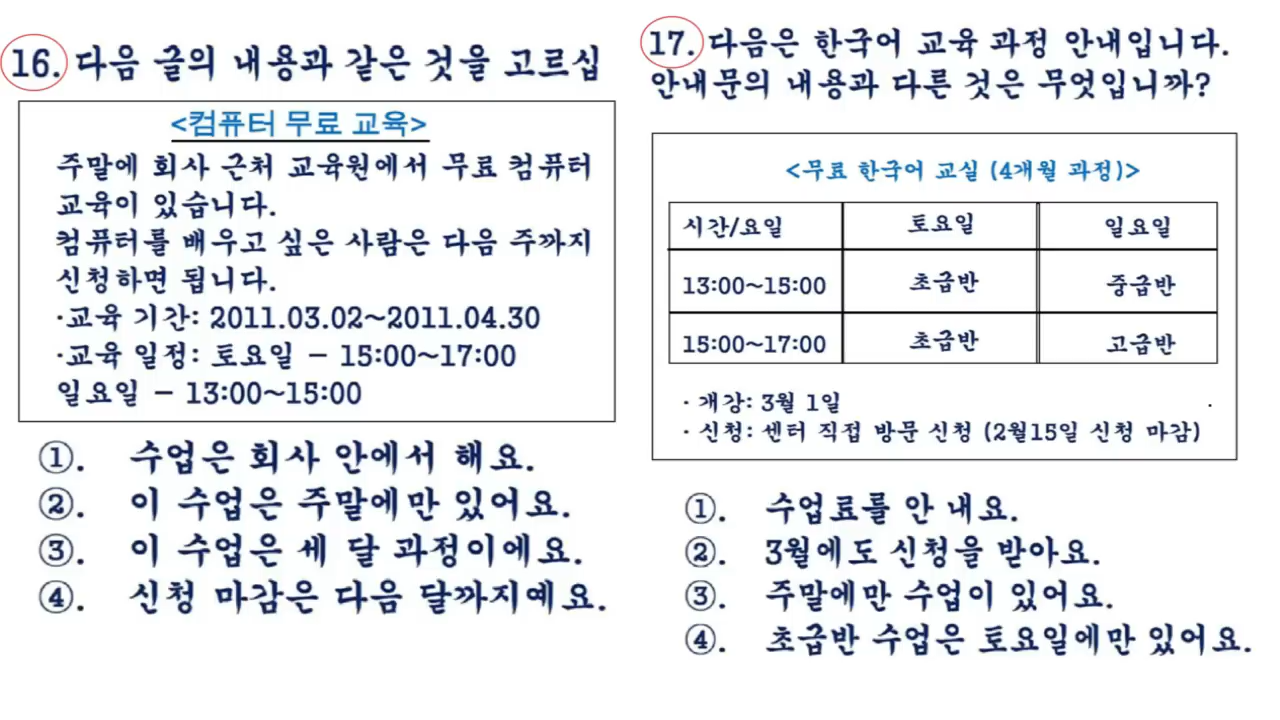 16. 다음 글의 내용과 같은 것을 고르십
<컴퓨터 무료 교육>
주말에 회사 근처 교육원에서 무료 컴퓨터
교육이 있습니다.
컴퓨터를 배우고 싶은 사람은 다음 주까지
신청하면 됩니다.
·교육 기간: 2011.03.02~2011.04.30
·교육 일정: 토요일 – 15:00~17:00
일요일 – 13:00~15:00
①. 수업은 회사 안에서 해요.
②. 이 수업은 주말에만 있어요.
③. 이 수업은 세 달 과정이에요.
④. 신청 마감은 다음 달까지예요.
17. 다음은 한국어 교육 과정 안내입니다.
안내문의 내용과 다른 것은 무엇입니까?
<무료 한국어 교실 (4개월 과정)>
시간/요일 토요일 일요일
13:00~15:00 초급반 중급반
15:00~17:00 초급반 고급반
· 개강: 3월 1일
· 신청: 센터 직접 방문 신청 (2월15일 신청 마감)
①. 수업료를 안 내요.
②. 3월에도 신청을 받아요.
③. 주말에만 수업이 있어요.
④. 초급반 수업은 토요일에만 있어요.